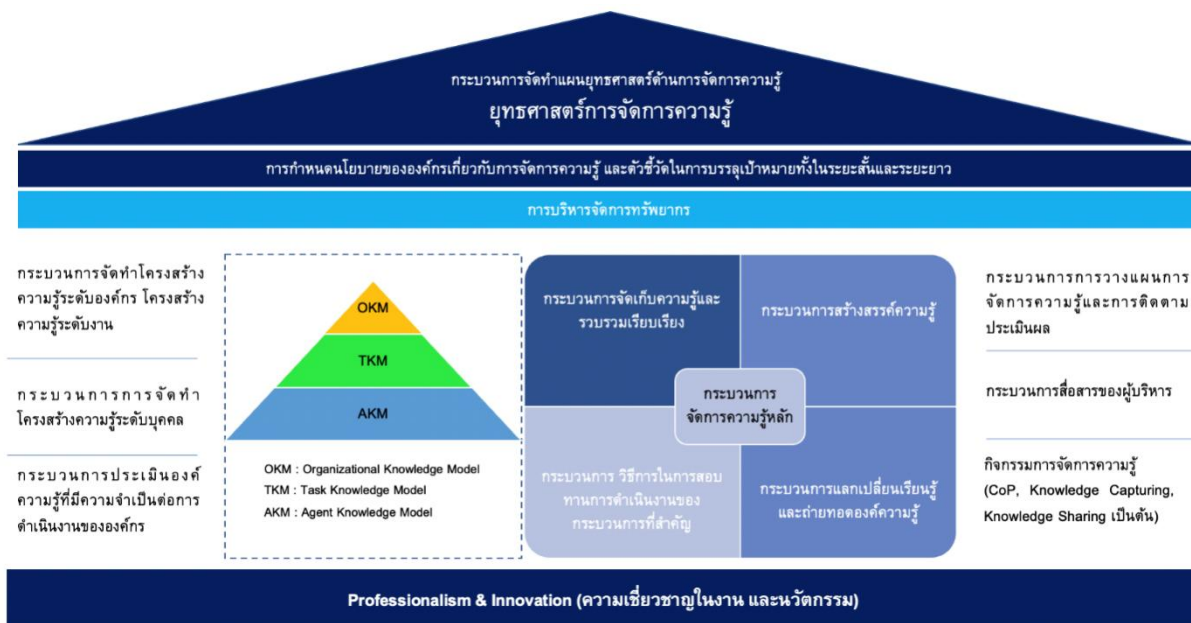 กระบวนการจัดทำแผนยุทธศาสตร์ด้านการจัดการความรู้
ยุทธศาสตร์การจัดการความรู้
การกำหนดนโยบายขององค์กรเกี่ยวกับการจัดการความรู้ และตัวชี้วัดในการบรรลุเป้าหมายทั้งในระยะสั้นและระยะยาว
การบริหารจัดการทรัพยากร
กระบวนการจัดทำโครงสร้าง
ความรู้ระดับองค์กร โครงสร้าง
ความรู้ระดับงาน
กระบวนการการจัดทำ
โครงสร้างความรู้ระดับบุคคล
กระบวนการประเมินองค์
ความรู้ที่มีความจำเป็นต่อการ
ดำเนินงานขององค์กร
OKM
TKM
AKM
OKM : Organizational Knowledge Model
TKM : Task Knowledge Model
AKM : Agent Knowledge Model
กระบวนการจัดเก็บความรู้และ
รวบรวมเรียบเรียง
กระบวนการสร้างสรรค์ความรู้
กระบวนการ
จัดการความรู้หลัก
กระบวนการ วิธีการในการสอบ
ทานการดำเนินงานของ
กระบวนการที่สำคัญ
กระบวนการแลกเปลี่ยนเรียนรู้
และถ่ายทอดองค์ความรู้
กระบวนการการวางแผนการ
จัดการความรู้และการติดตาม
ประเมินผล
กระบวนการสื่อสารของผู้บริหาร
กิจกรรมการจัดการความรู้
(CoP, Knowledge Capturing,
Knowledge Sharing เป็นต้น)
Professionalism & Innovation (ความเชี่ยวชาญในงาน และนวัตกรรม)